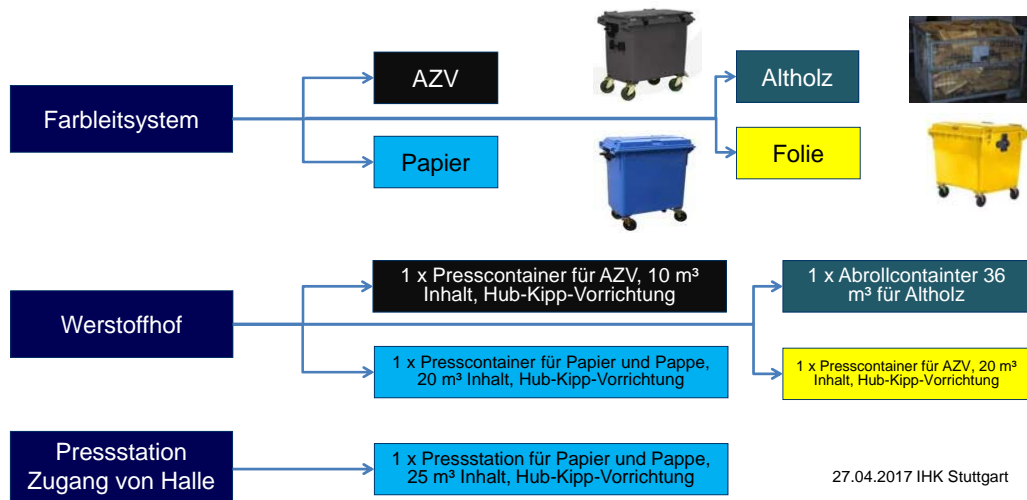 Farbleitsystem
AZV
Papier
Altholz
Folie
Werstoffhof
1 x Presscontainer für AZV, 10 m³
Inhalt, Hub-Kipp-Vorrichtung
1 x Presscontainer für Papier und Pappe,
20 m³ Inhalt, Hub-Kipp-Vorrichtung
1 x Abrollcontainter 36
m³ für Altholz
1 x Presscontainer für AZV, 20 m³
Inhalt, Hub-Kipp-Vorrichtung
Pressstation
Zugang von Halle
1 x Pressstation für Papier und Pappe,
25 m³ Inhalt, Hub-Kipp-Vorrichtung
27.04.2017 IHK Stuttgart